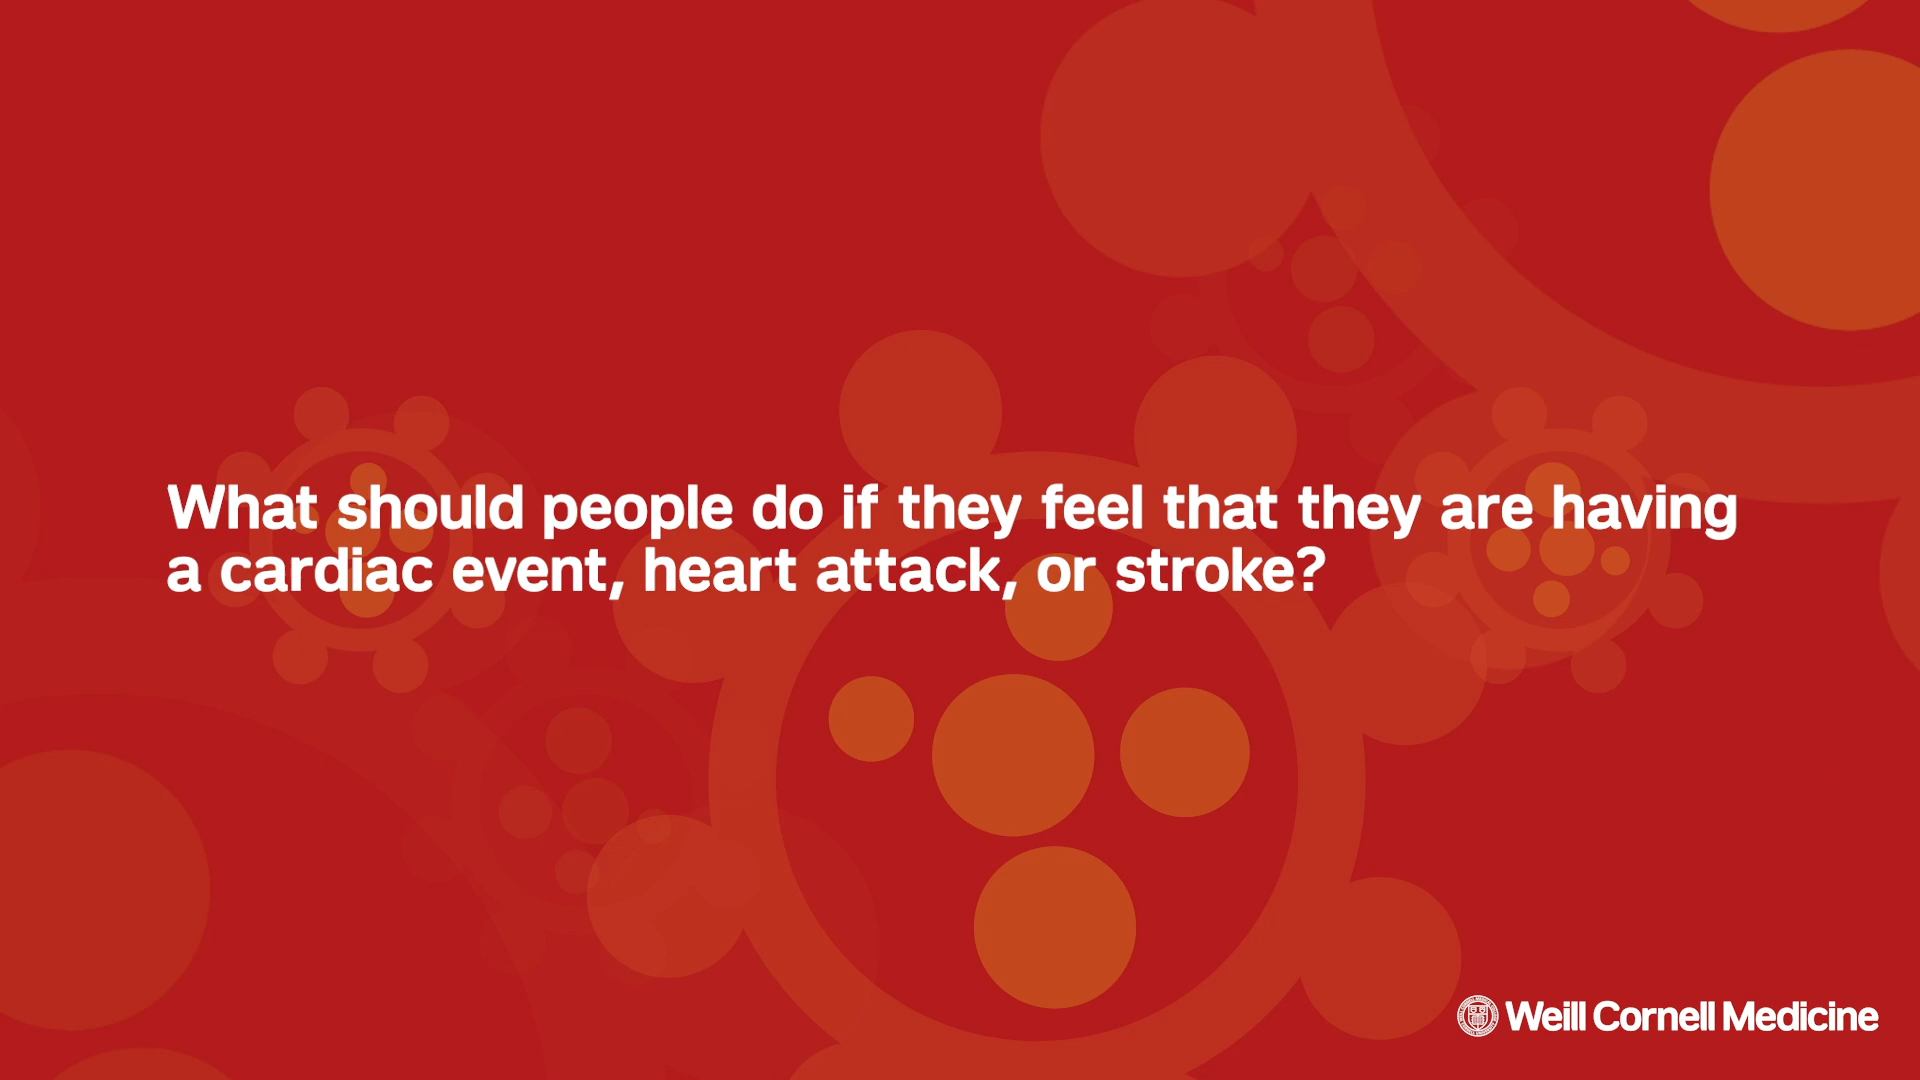 What should people do if they feel that they are having
a cardiac event, heart attack, or stroke?
Weill Cornell Medicine